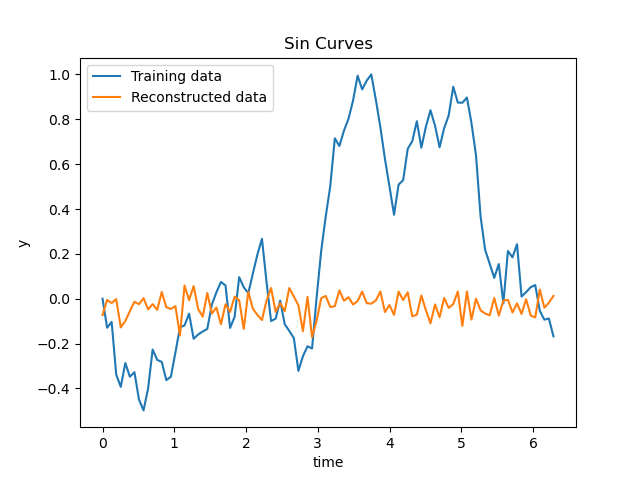 Sin Curves
Training data
Reconstructed data
1.0
0.8
0.6
0.4
0.2
0.0
−0.2
−0.4
y
0 1 2 3 4 5 6
time